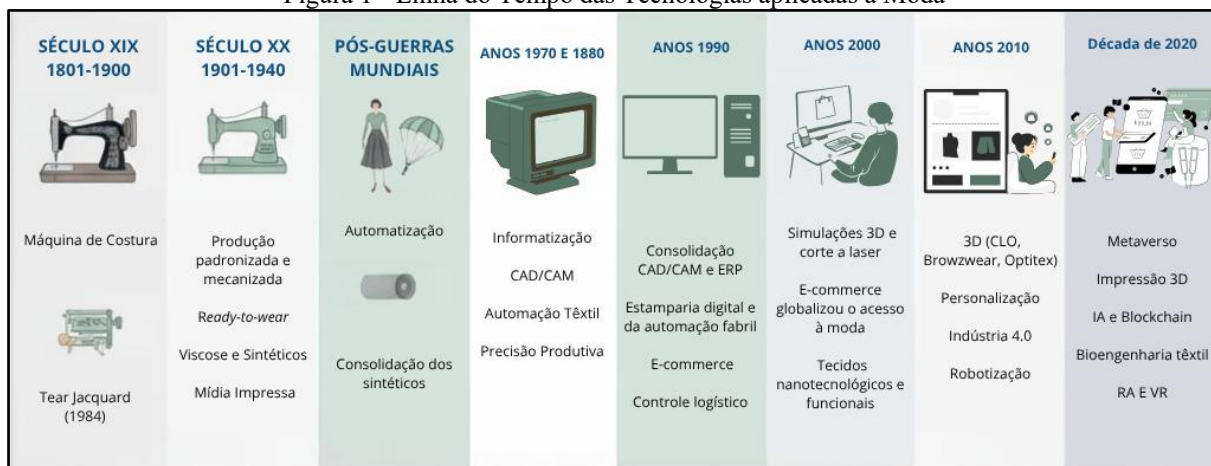 Figura 1 - Linha do Tempo das Tecnologias aplicadas à Moda
SÉCULO XIX
1801-1900
Máquina de Costura
Tear Jacquard
(1984)
SÉCULO XX
1901-1940
Produção
padronizada e
mecanizada
Ready-to-wear
Viscose e Sintéticos
Mídia Impressa
PÓS-GUERRAS
MUNDIAIS
Automatização
Consolidação dos
sintéticos
ANOS 1970 E 1880
Informatização
CAD/CAM
Automação Têxtil
Precisão Produtiva
ANOS 1990
Consolidação
CAD/CAM e ERP
Estamparia digital e
da automação fabril
E-commerce
Controle logístico
ANOS 2000
Simulações 3D e
corte a laser
E-commerce
globalizou o acesso
à moda
Tecidos
nanotecnológicos e
funcionais
ANOS 2010
3D (CLO,
Browzwear, Optitex)
Personalização
Indústria 4.0
Robotização
Década de 2020
Metaverso
Impressão 3D
IA e Blockchain
Bioengenharia têxtil
RA E VR